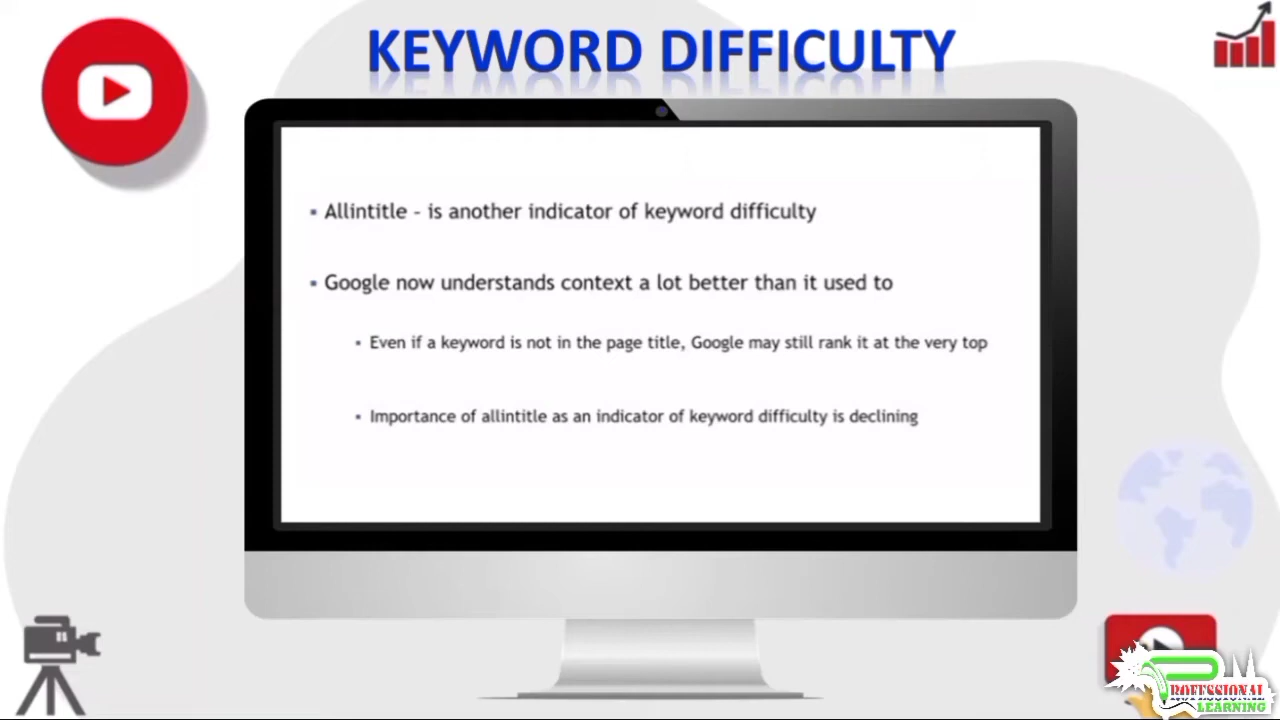 KEYWORD DIFFICULTY
▪ Allintitle – is another indicator of keyword difficulty
▪ Google now understands context a lot better than it used to
▪ Even if a keyword is not in the page title, Google may still rank it at the very top
▪ Importance of allintitle as an indicator of keyword difficulty is declining
PROFESSIONAL
LEARNING